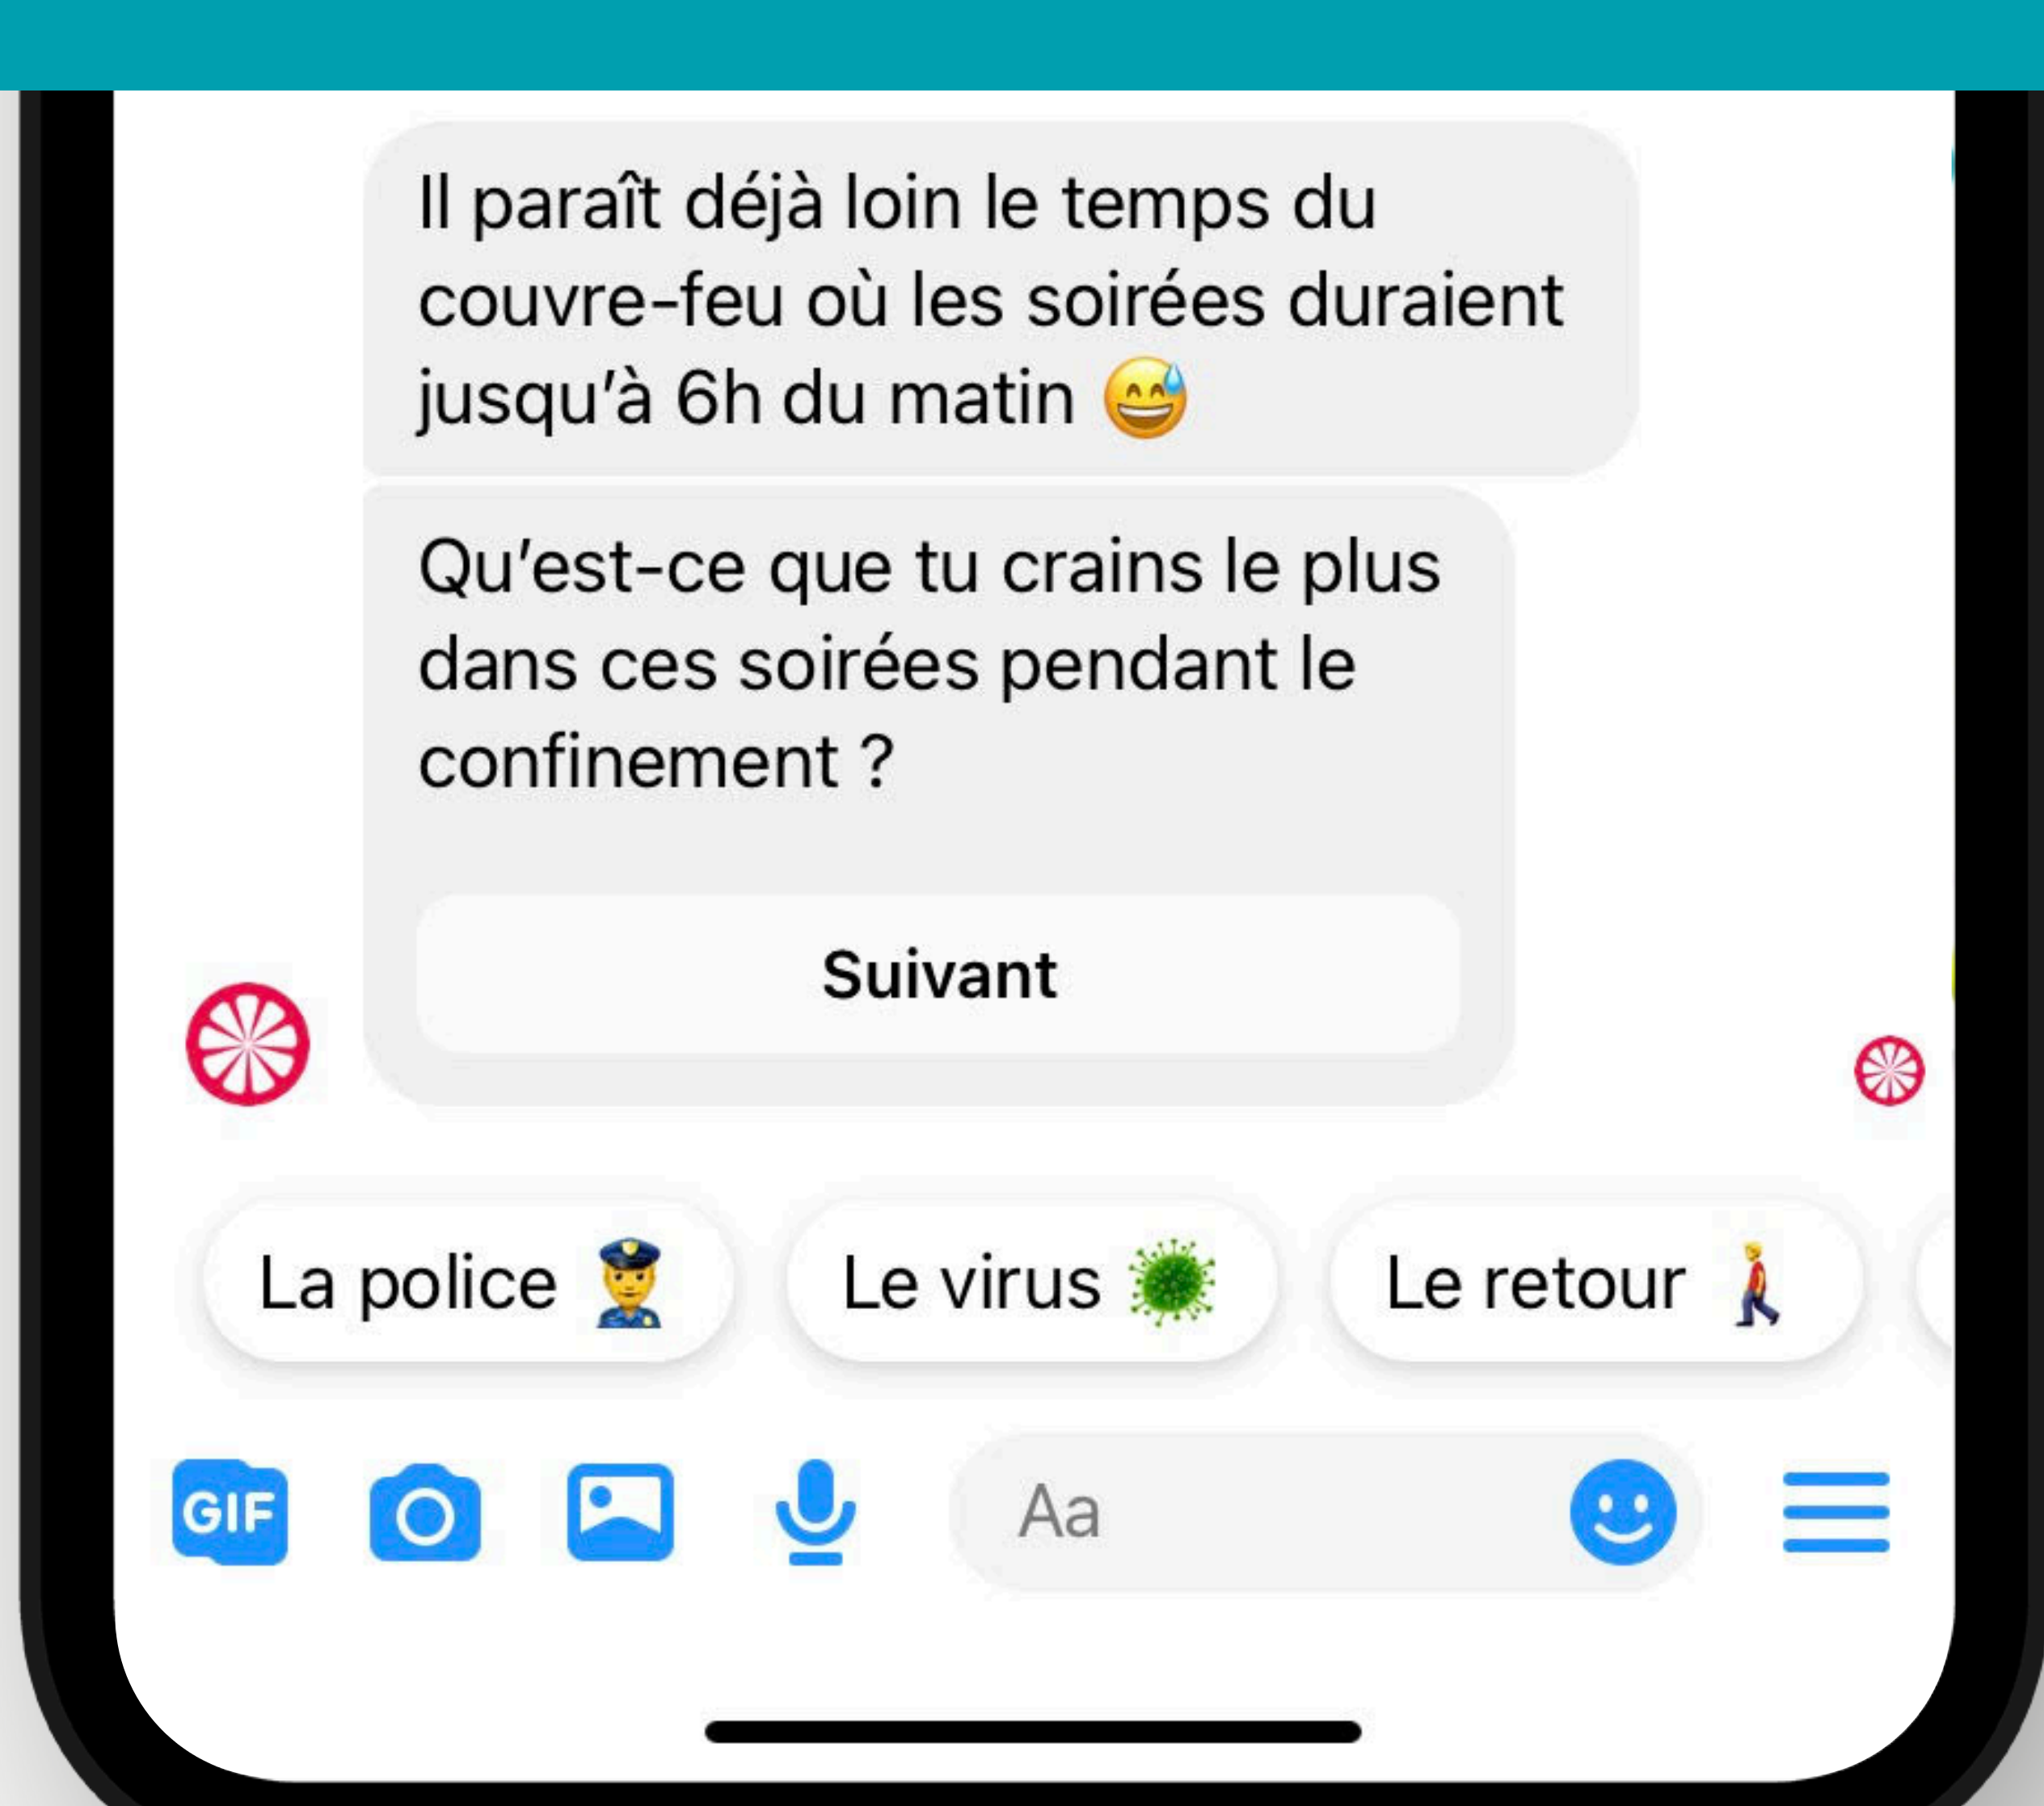 Il paraît déjà loin le temps du
couvre-feu où les soirées duraient
jusqu’à 6h du matin 😅
Qu’est-ce que tu crains le plus
dans ces soirées pendant le
confinement ?
Suivant
La police 👮‍♂️
Le virus 🦠
Le retour 🚶
GIF
Aa